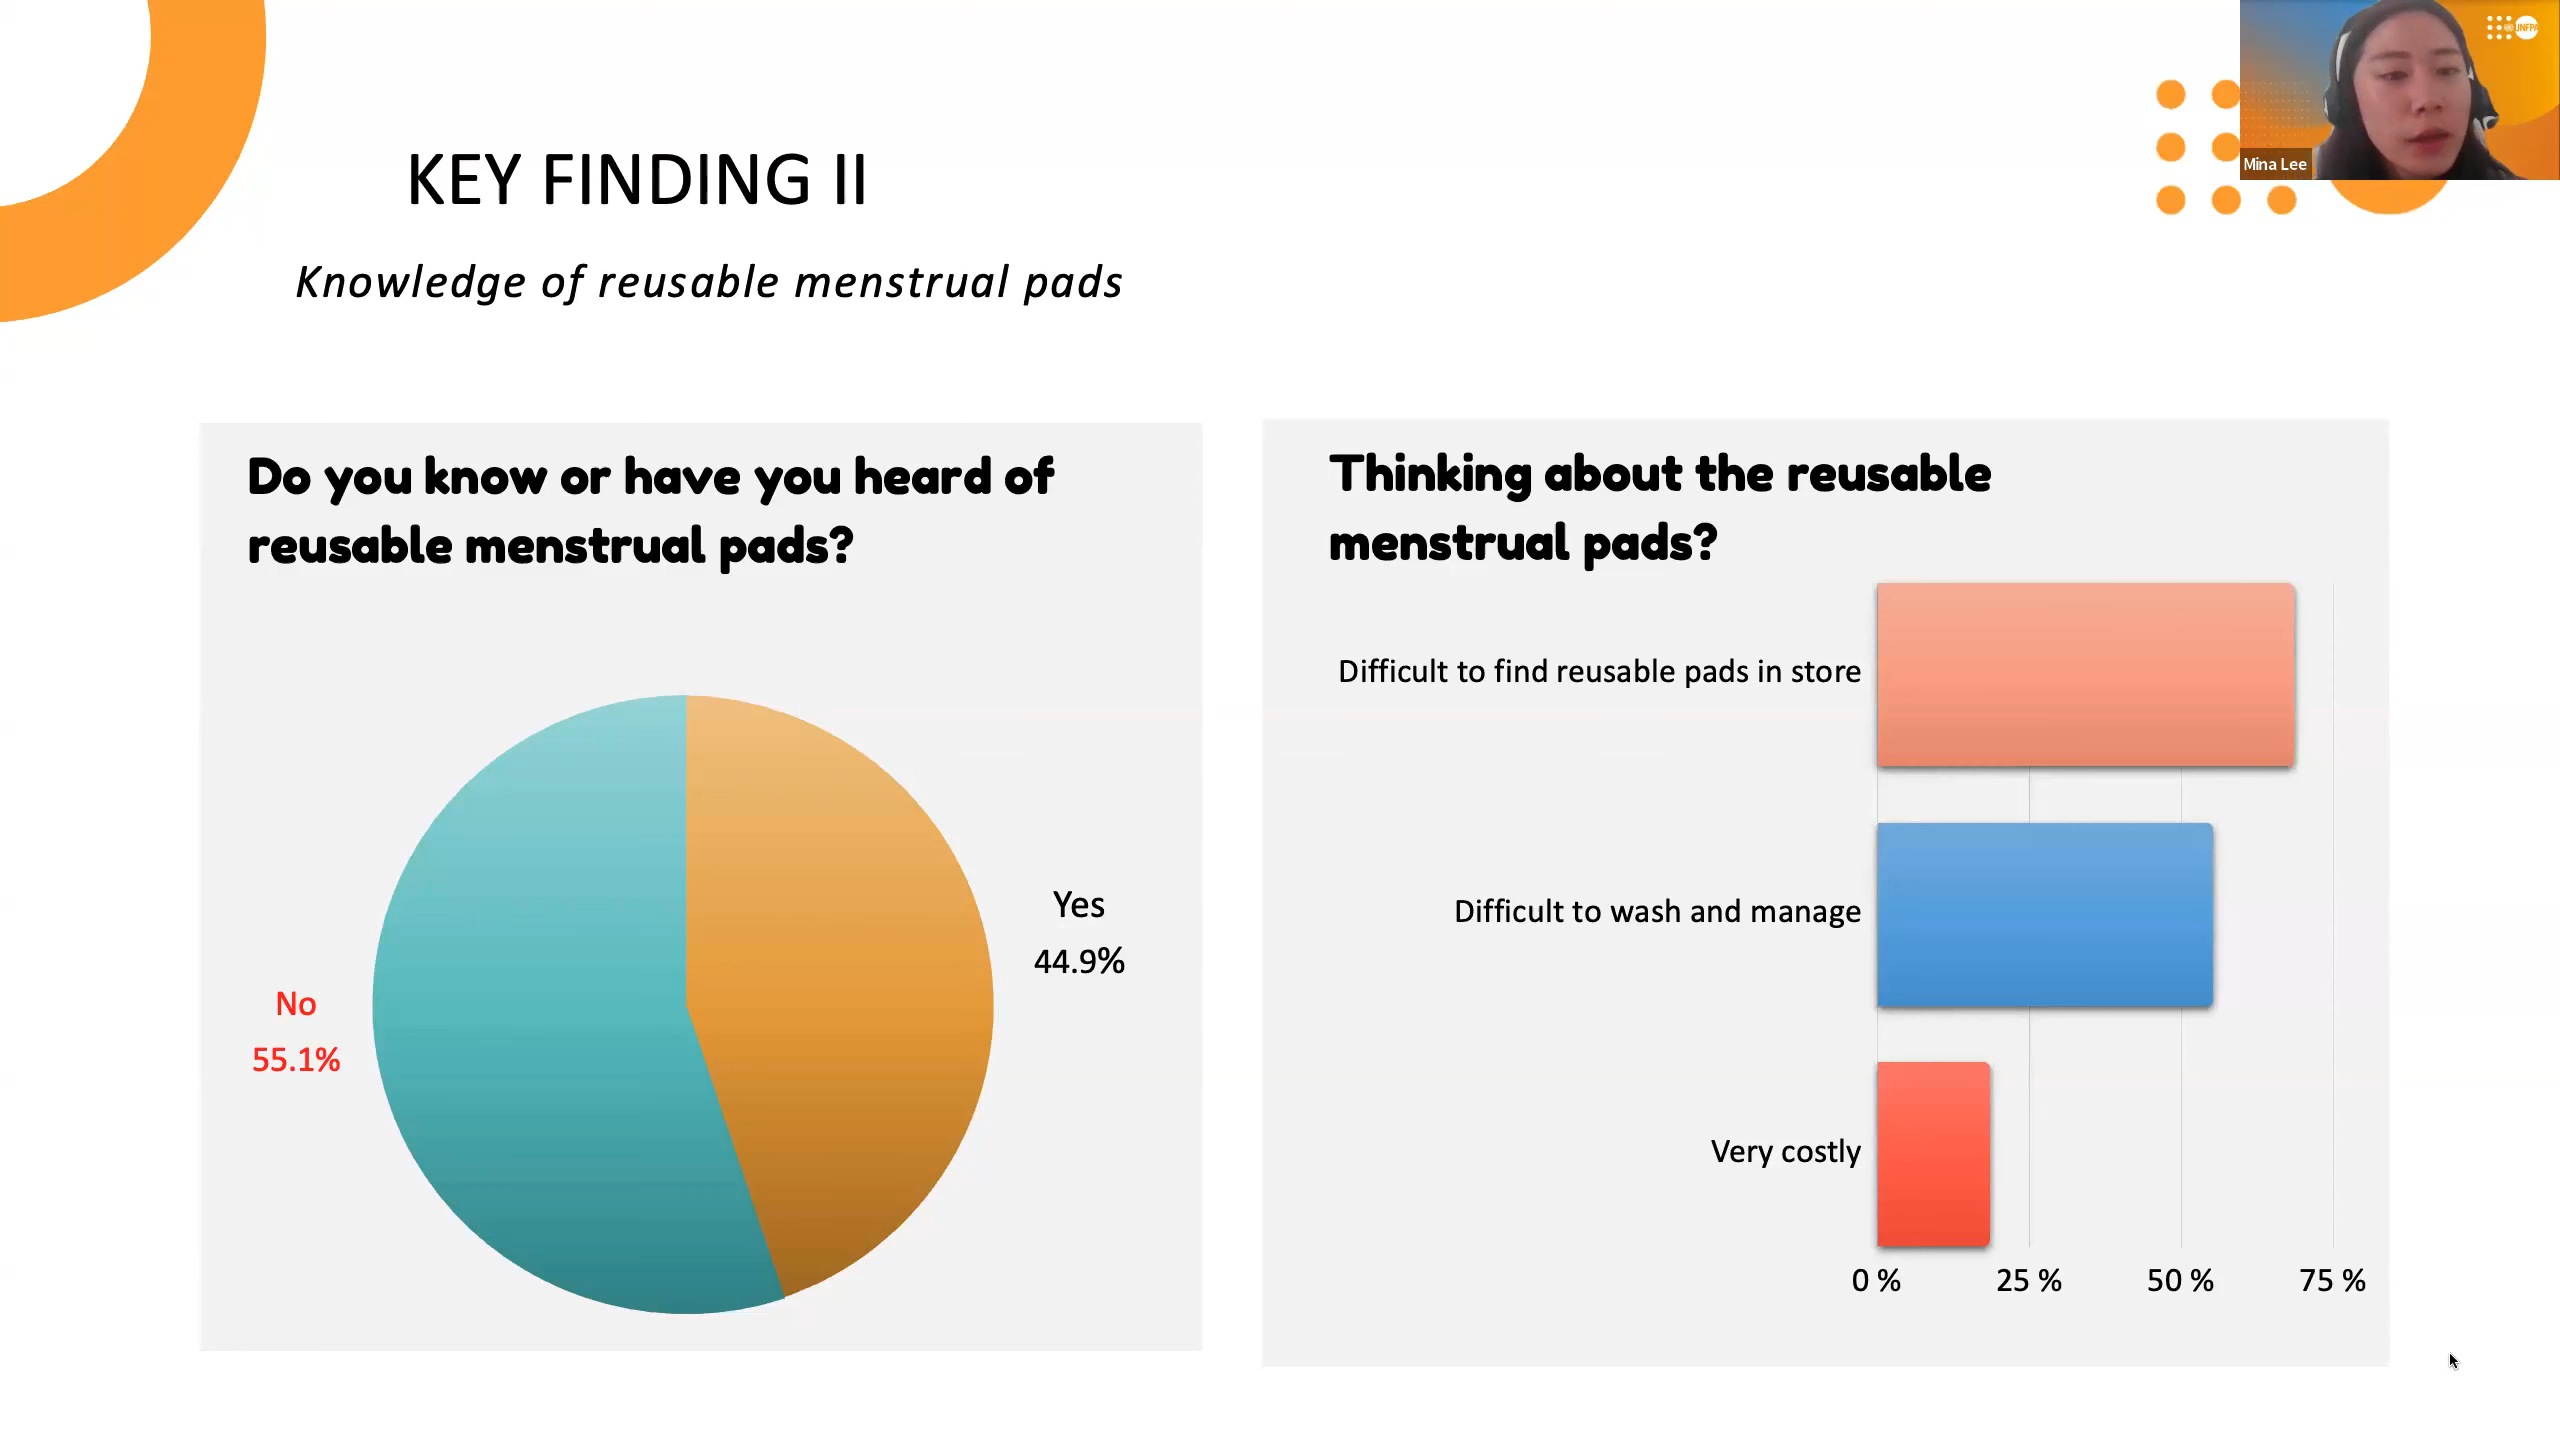 KEY FINDING II
Knowledge of reusable menstrual pads
Mina Lee
Do you know or have you heard of
reusable menstrual pads?
Yes
44.9%
No
55.1%
Thinking about the reusable
menstrual pads?
Difficult to find reusable pads in store
Difficult to wash and manage
Very costly
0 % 25 % 50 % 75 %